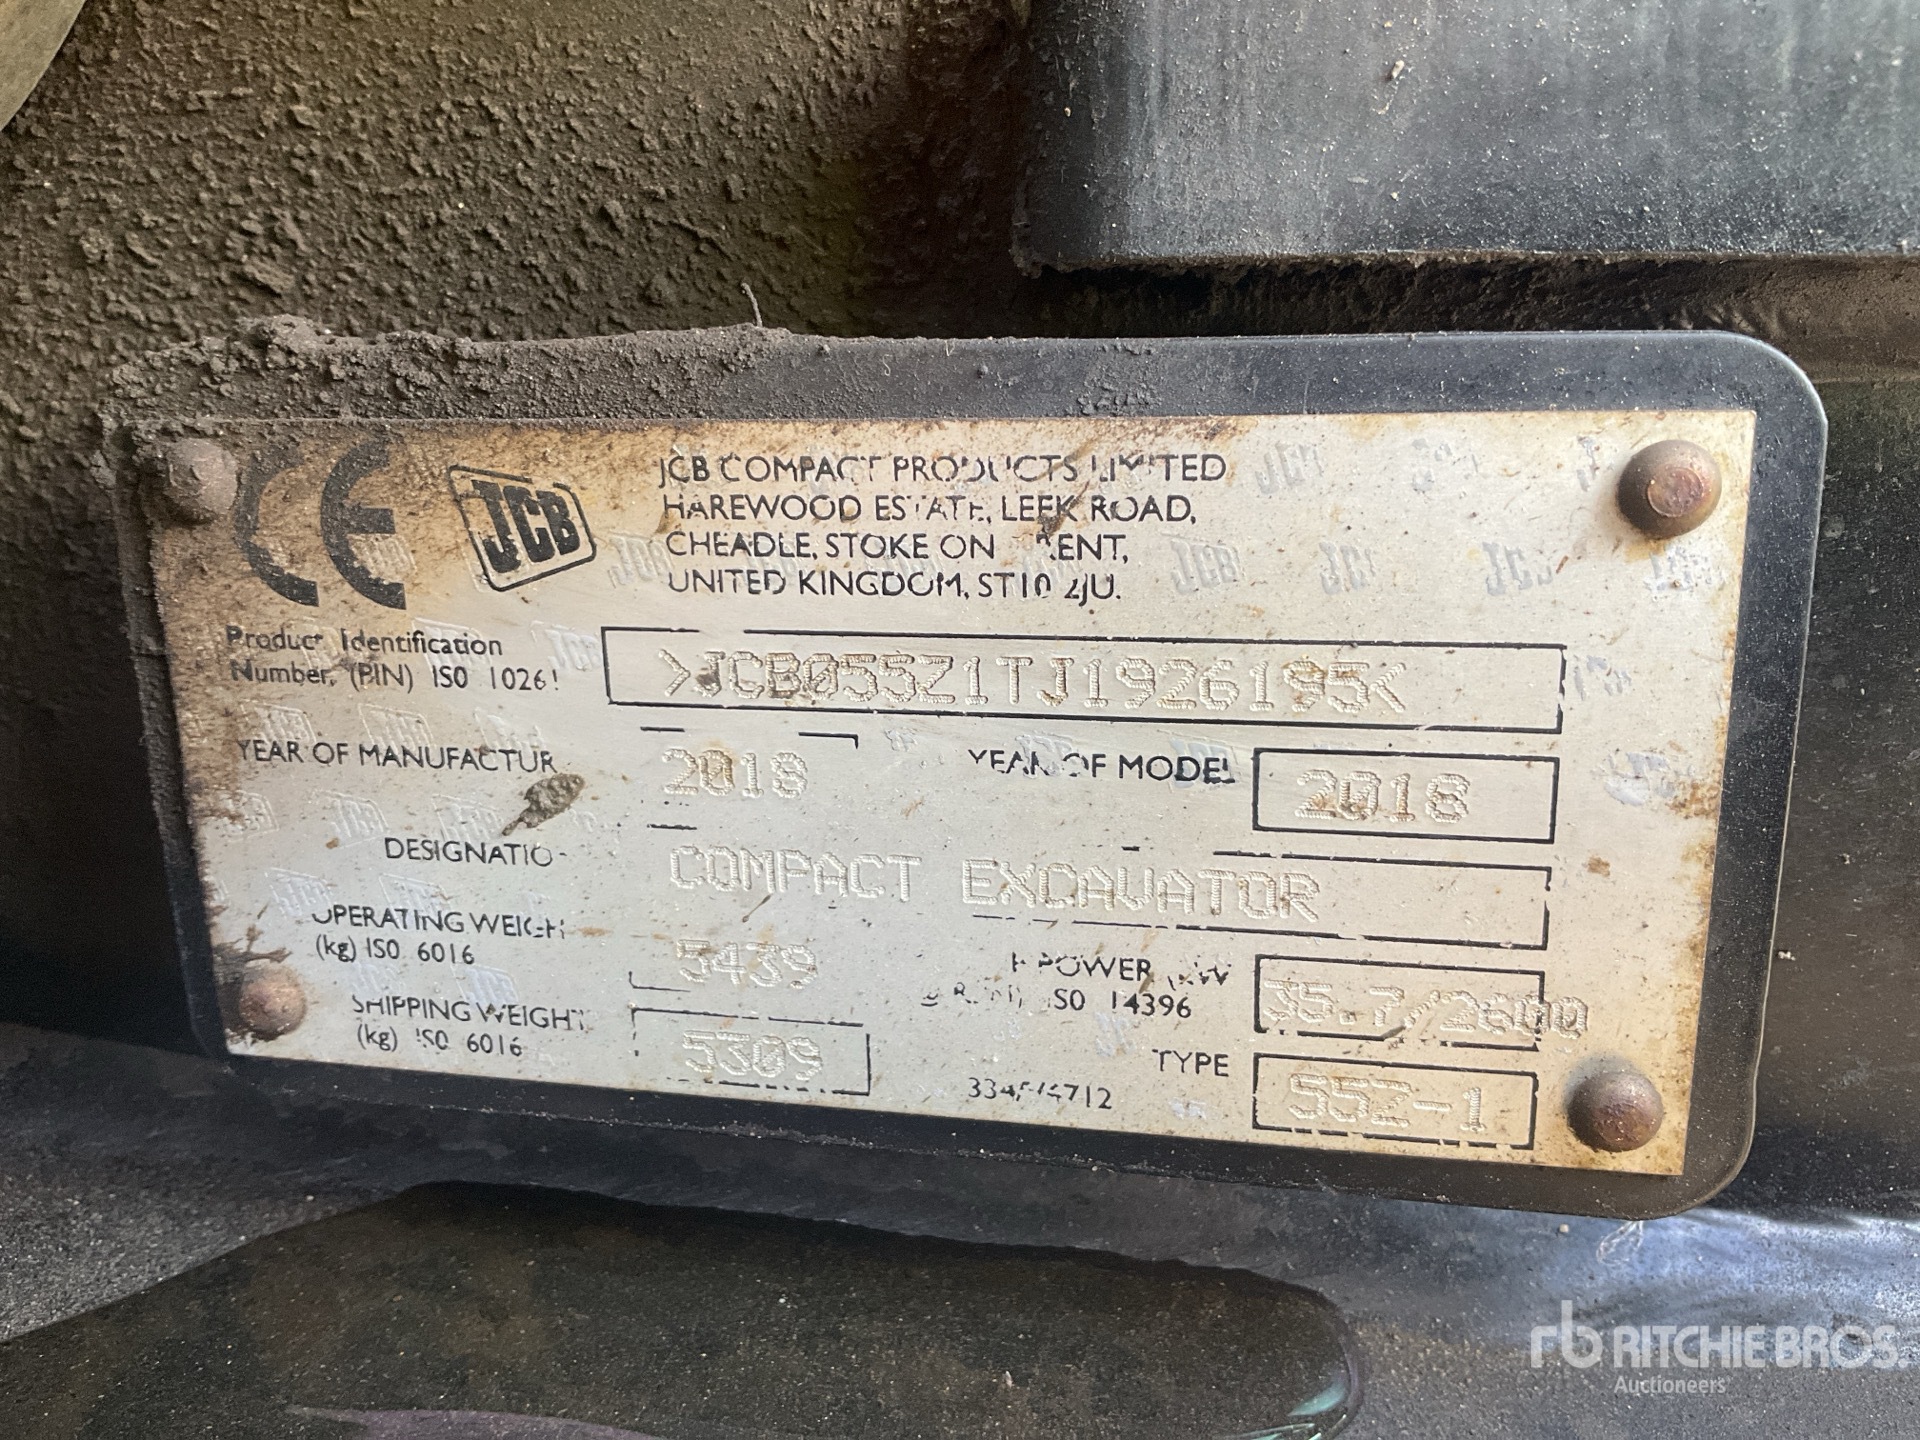 CE JCB
JCB COMPACT PRODUCTS LIMITED
HAREWOOD ESTATE, LEEK ROAD,
CHEADLE, STOKE ON TRENT,
UNITED KINGDOM, ST10 2JU.
Product Identification
Number, (PIN) ISO 10261
>JCB055Z1TJ1926195<
YEAR OF MANUFACTUR 2018 YEAR OF MODEL 2018
DESIGNATIO COMPACT EXCAVATOR
OPERATING WEIGH
(kg) ISO 6016
5439
POWER (KW
ISO 14396
35.7/2600
SHIPPING WEIGHT
(kg) ISO 6016
5309
TYPE 55Z-1
rb RITCHIE BROS.
Auctioneers